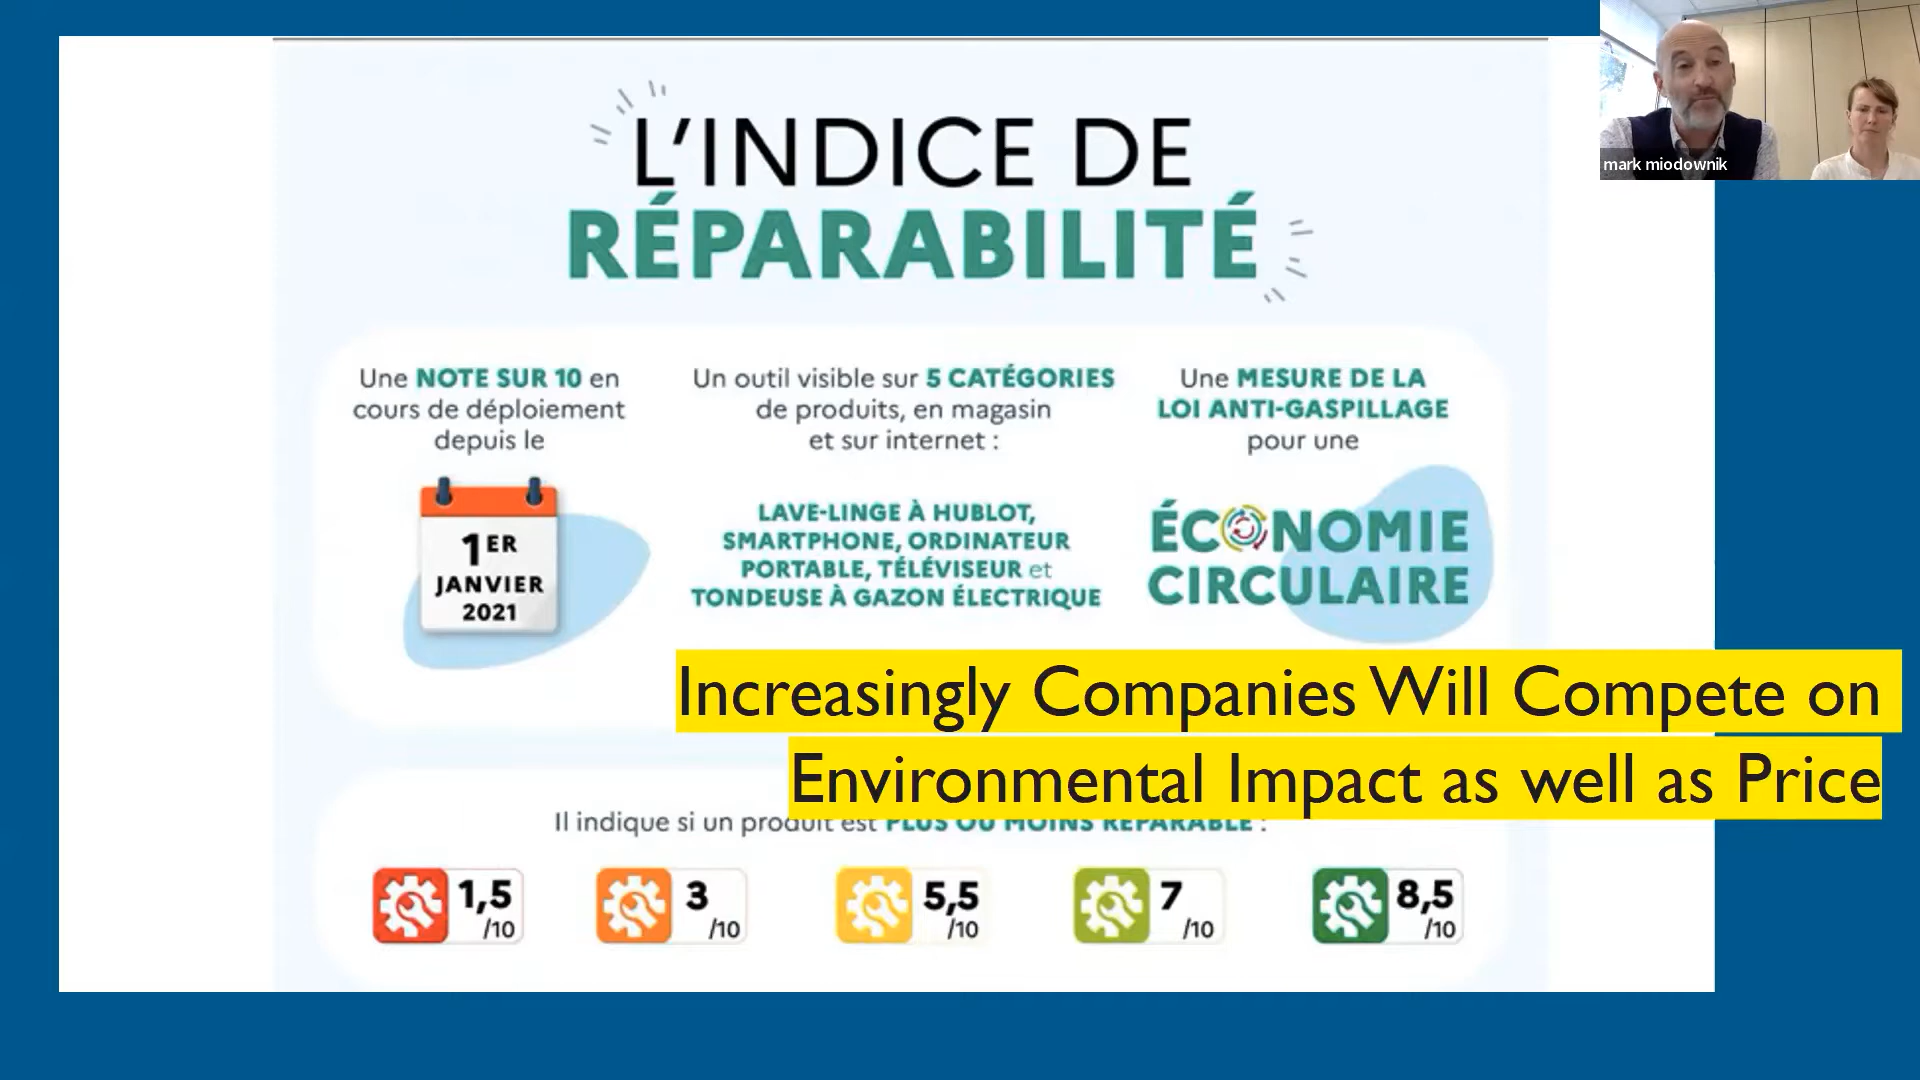 mark miodownik
L'INDICE DE
RÉPARABILITÉ
Une NOTE SUR 10 en
cours de déploiement
depuis le
1ER
JANVIER
2021
Un outil visible sur 5 CATÉGORIES
de produits, en magasin
et sur internet :
LAVE-LINGE À HUBLOT,
SMARTPHONE, ORDINATEUR
PORTABLE, TÉLÉVISEUR et
TONDEUSE À GAZON ÉLECTRIQUE
Une MESURE DE LA
LOI ANTI-GASPILLAGE
pour une
ÉCONOMIE
CIRCULAIRE
Increasingly Companies Will Compete on
Environmental Impact as well as Price
Il indique si un produit est PLUS OU MOINS RÉPARABLE :
1,5
/10
3
/10
5,5
/10
7
/10
8,5
/10